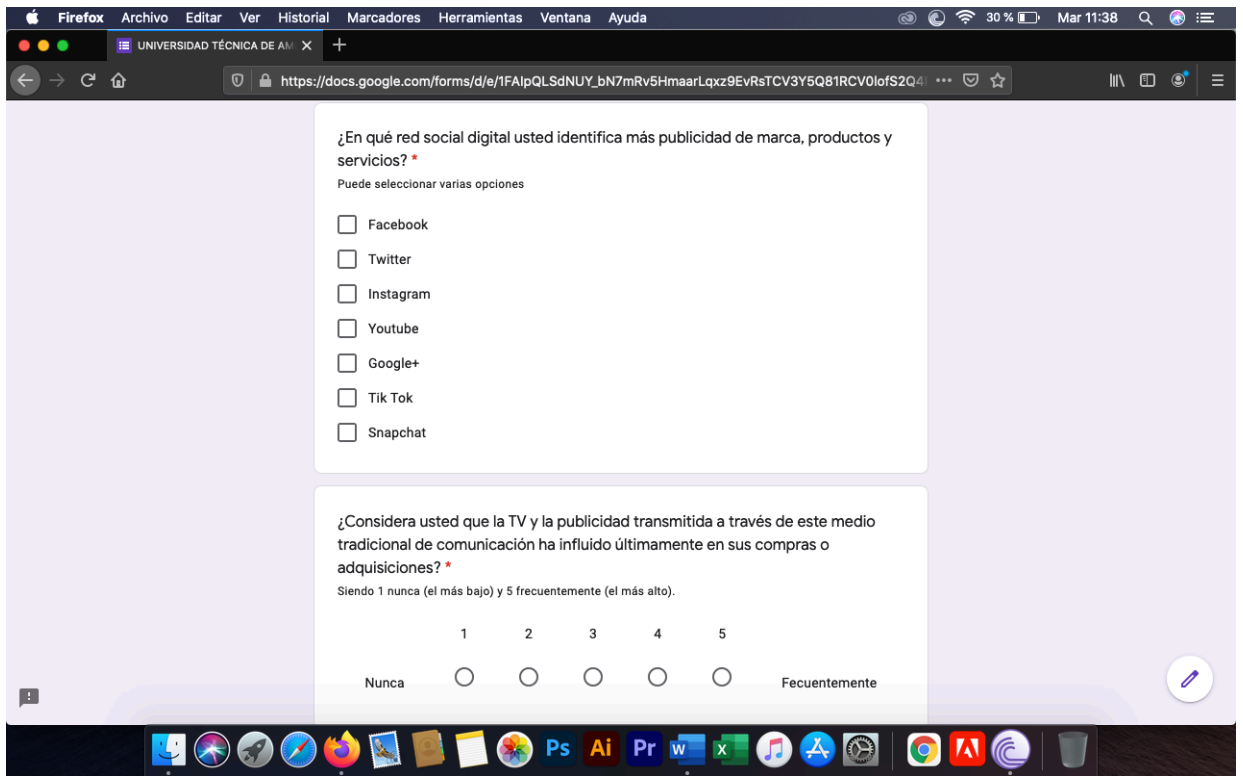 Firefox Archivo Editar Ver Historial Marcadores Herramientas Ventana Ayuda 30 % Mar 11:38
UNIVERSIDAD TÉCNICA DE AM
https://docs.google.com/forms/d/e/1FAIpQLSdNUY_bN7mRv5HmaarLqxz9EvRsTCV3Y5Q81RCV0lofS2Q4
¿En qué red social digital usted identifica más publicidad de marca, productos y
servicios? *
Puede seleccionar varias opciones
Facebook
Twitter
Instagram
Youtube
Google+
Tik Tok
Snapchat
¿Considera usted que la TV y la publicidad transmitida a través de este medio
tradicional de comunicación ha influido últimamente en sus compras o
adquisiciones? *
Siendo 1 nunca (el más bajo) y 5 frecuentemente (el más alto).
1 2 3 4 5
Nunca Fecuentemente
Ps Ai Pr W X